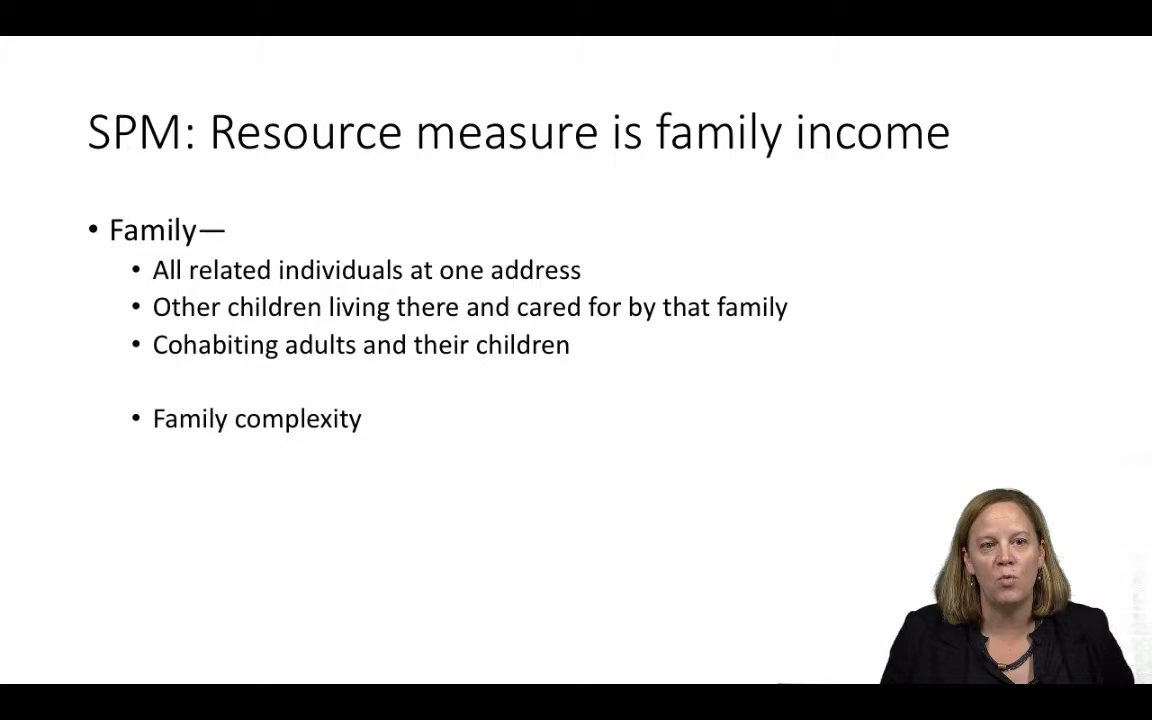 SPM: Resource measure is family income
• Family—
• All related individuals at one address
• Other children living there and cared for by that family
• Cohabiting adults and their children
• Family complexity